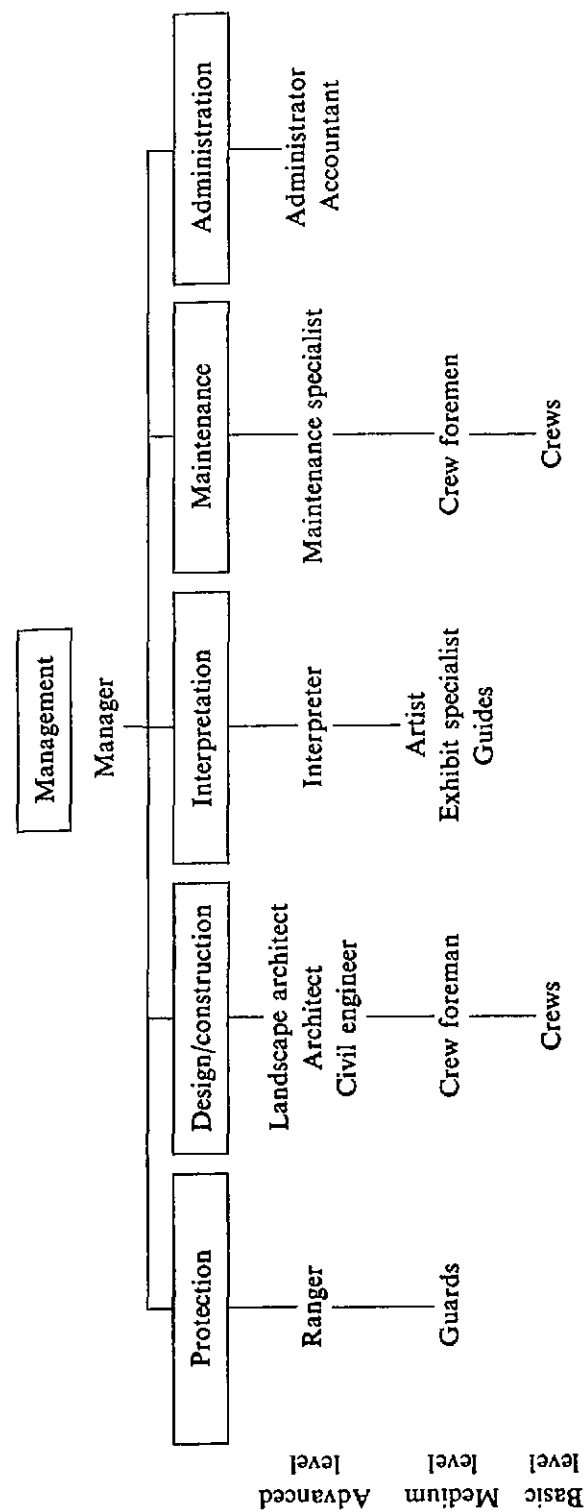 Management
Manager
Protection
Design/construction
Interpretation
Maintenance
Administration
Advanced
level
Ranger
Landscape architect
Architect
Civil engineer
Interpreter
Maintenance specialist
Administrator
Accountant
Medium
level
Guards
Crew foreman
Artist
Exhibit specialist
Guides
Crew foremen
Basic
level
Crews
Crews